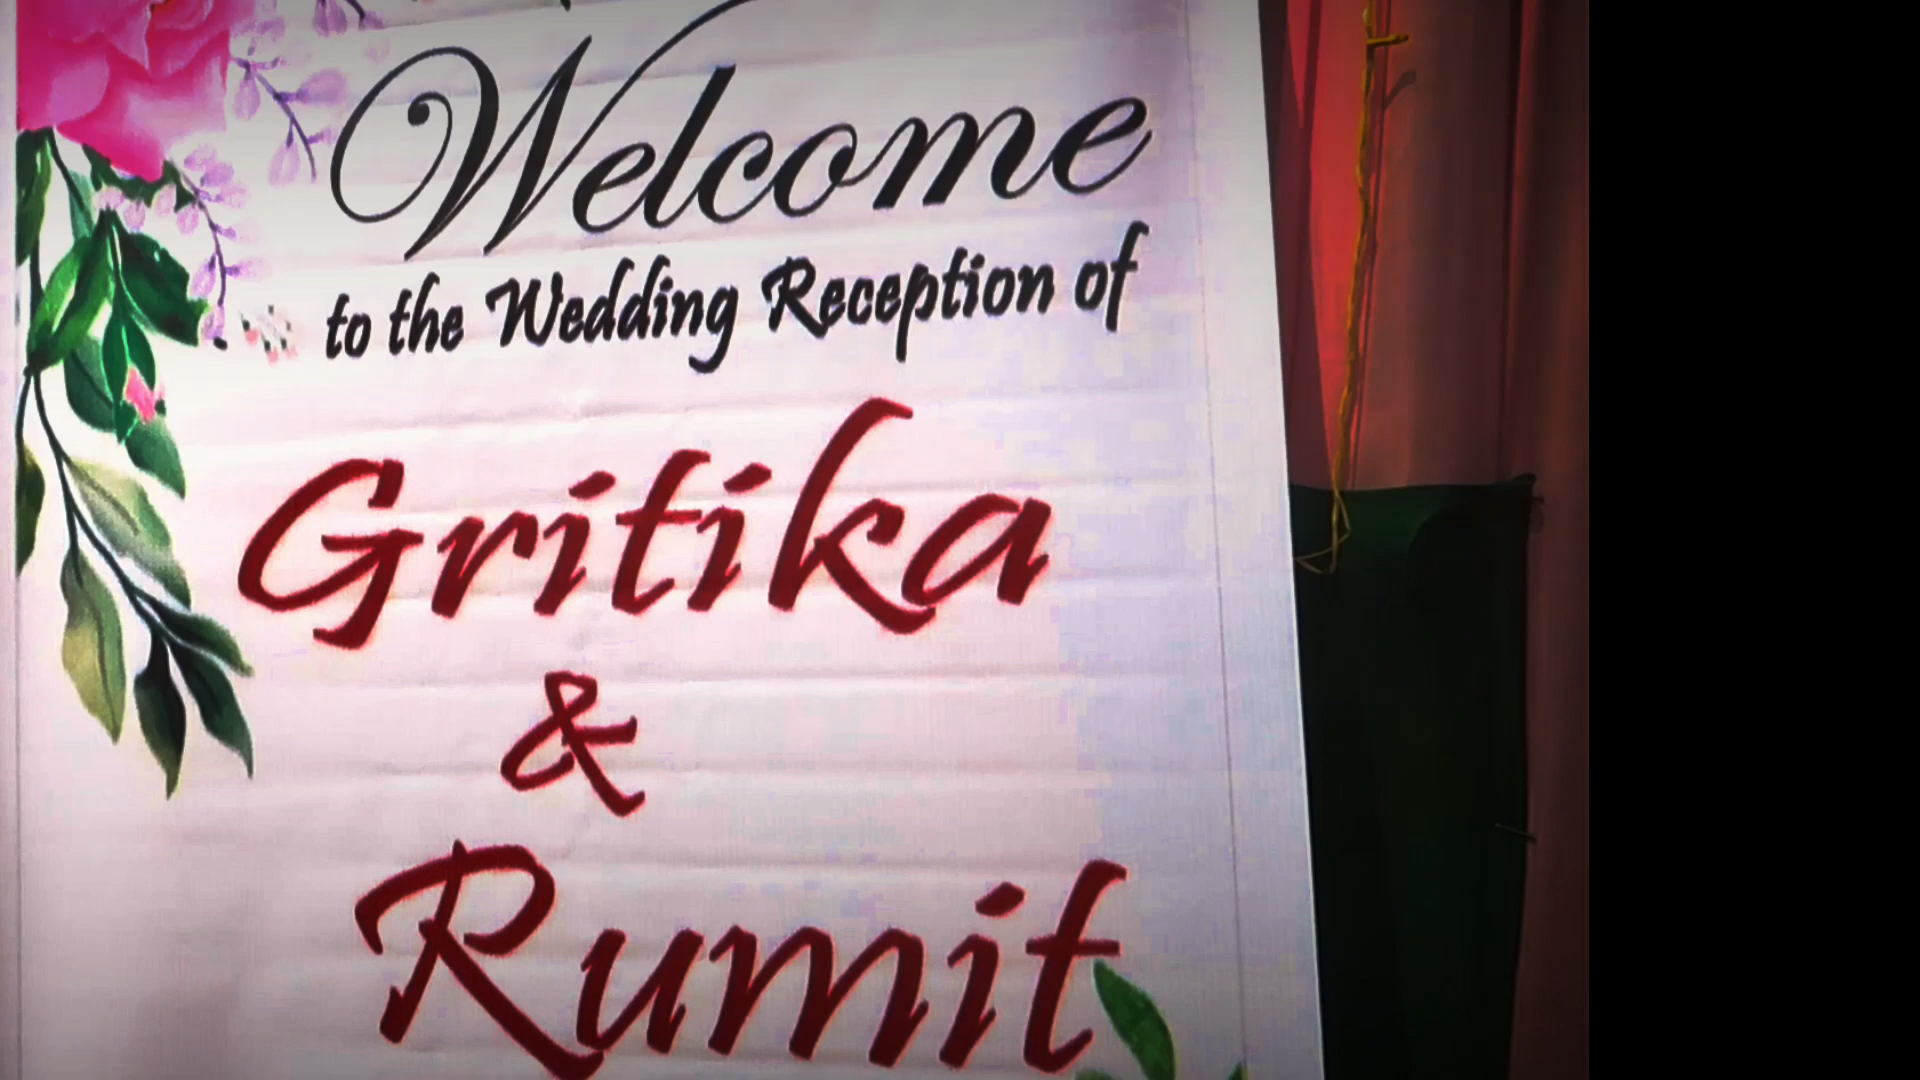 Welcome
to the Wedding Reception of
Gritika
&
Rumit